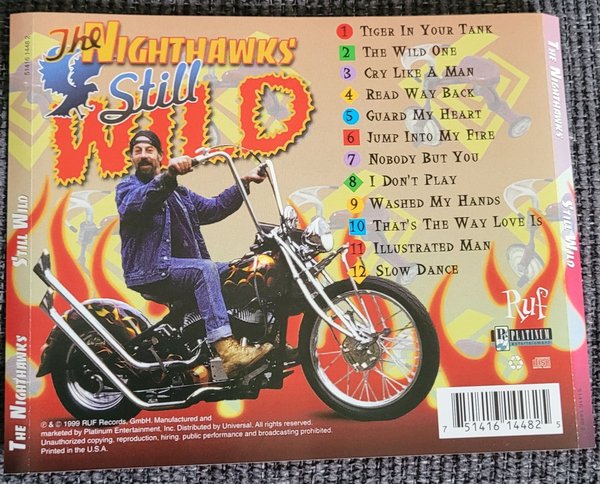 The NIGHTHAWKS
Still
WILD
1 TIGER IN YOUR TANK
2 THE WILD ONE
3 CRY LIKE A MAN
4 READ WAY BACK
5 GUARD MY HEART
6 JUMP INTO MY FIRE
7 NOBODY BUT YOU
8 I DON'T PLAY
9 WASHED MY HANDS
10 THAT'S THE WAY LOVE IS
11 ILLUSTRATED MAN
12 SLOW DANCE
Ruf
PLATINUM
entertainment
℗ & © 1999 RUF Records, GmbH. Manufactured and
marketed by Platinum Entertainment, Inc. Distributed by Universal. All rights reserved.
Unauthorized copying, reproduction, hiring, public performance and broadcasting prohibited.
Printed in the U.S.A.
7 51416 14482 5
THE NIGHTHAWKS STILL WILD 51416 1448 2
THE NIGHTHAWKS STILL WILD